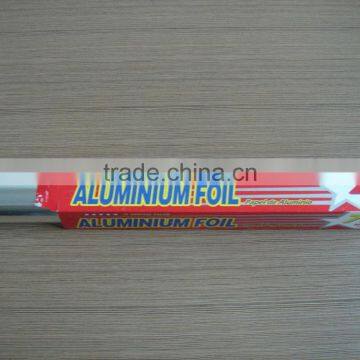 trade.china.cn
ALUMINIUM FOIL
Papel de Aluminio
ALUMINIUM FOIL